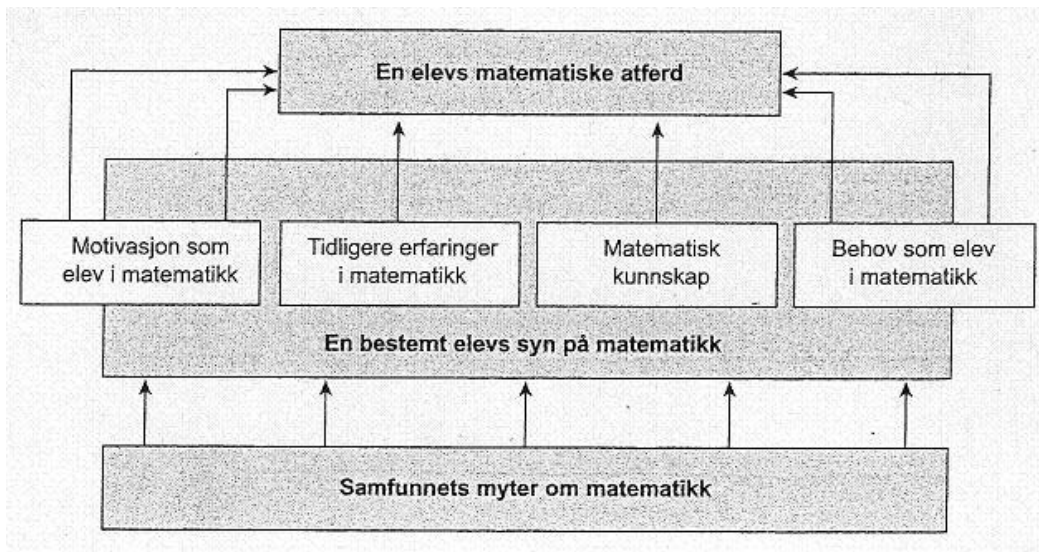 En elevs matematiske atferd
Motivasjon som
elev i matematikk
Tidligere erfaringer
i matematikk
Matematisk
kunnskap
Behov som elev
i matematikk
En bestemt elevs syn på matematikk
Samfunnets myter om matematikk